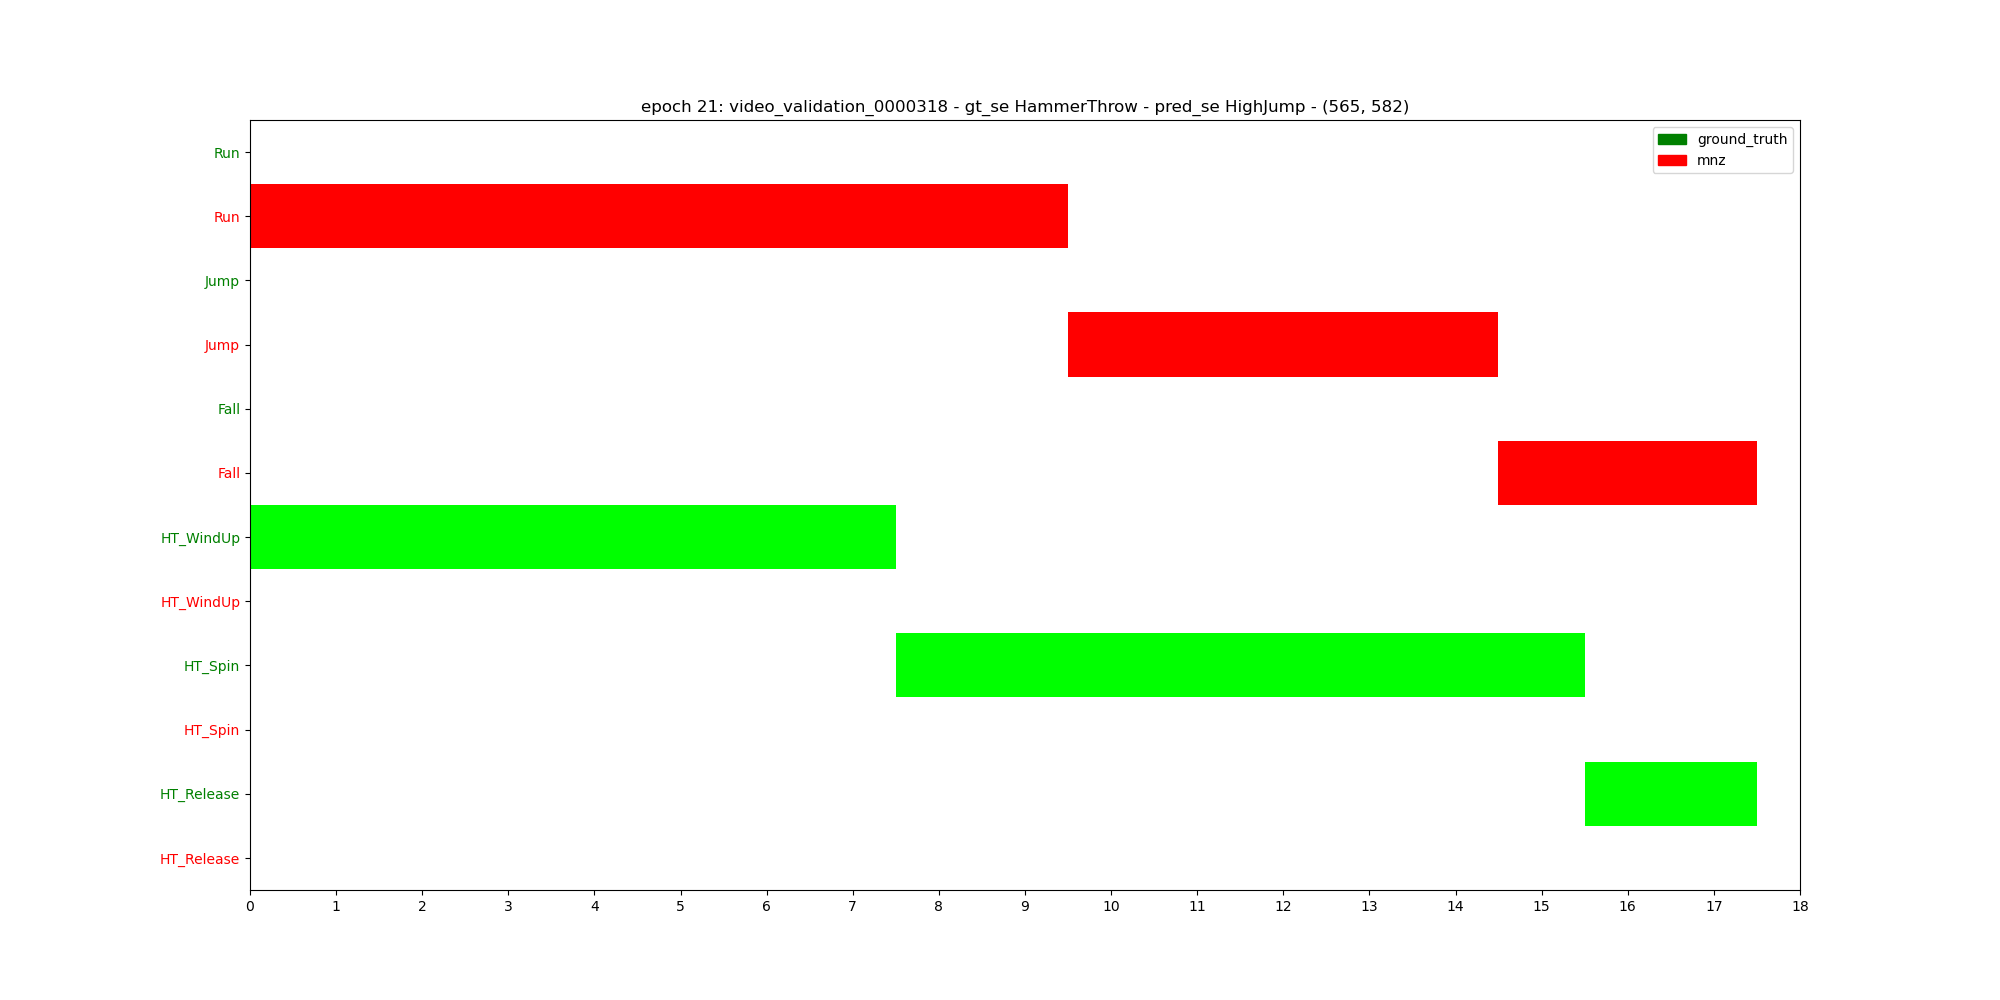 epoch 21: video_validation_0000318 - gt_se HammerThrow - pred_se HighJump - (565, 582)
ground_truth
mnz
Run
Run
Jump
Jump
Fall
Fall
HT_WindUp
HT_WindUp
HT_Spin
HT_Spin
HT_Release
HT_Release
0 1 2 3 4 5 6 7 8 9 10 11 12 13 14 15 16 17 18